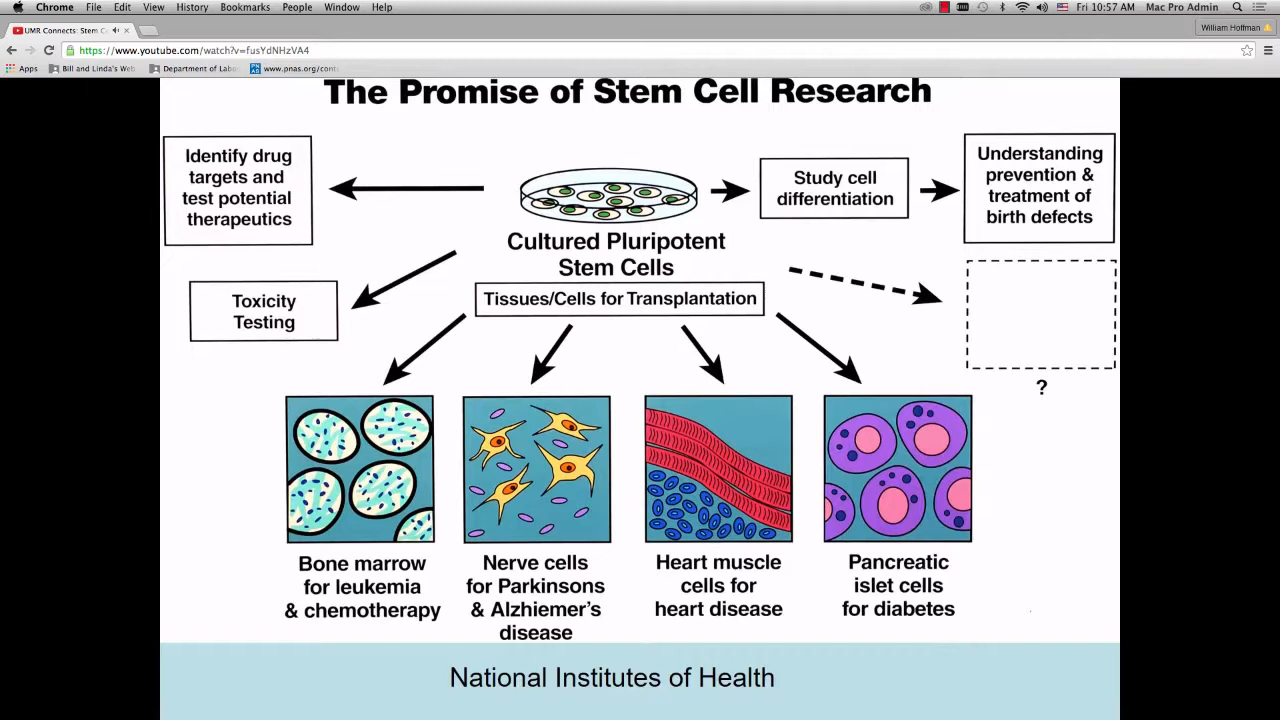 Chrome File Edit View History Bookmarks People Window Help
Fri 10:57 AM Mac Pro Admin
UMR Connects: Stem C
William Hoffman
https://www.youtube.com/watch?v=fusYdNHzVA4
Apps Bill and Linda's Web Department of Labo www.pnas.org/cont
The Promise of Stem Cell Research
Identify drug
targets and
test potential
therapeutics
Study cell
differentiation
Understanding
prevention &
treatment of
birth defects
Cultured Pluripotent
Stem Cells
Toxicity
Testing
Tissues/Cells for Transplantation
?
Bone marrow
for leukemia
& chemotherapy
Nerve cells
for Parkinsons
& Alzhiemer's
disease
Heart muscle
cells for
heart disease
Pancreatic
islet cells
for diabetes
National Institutes of Health